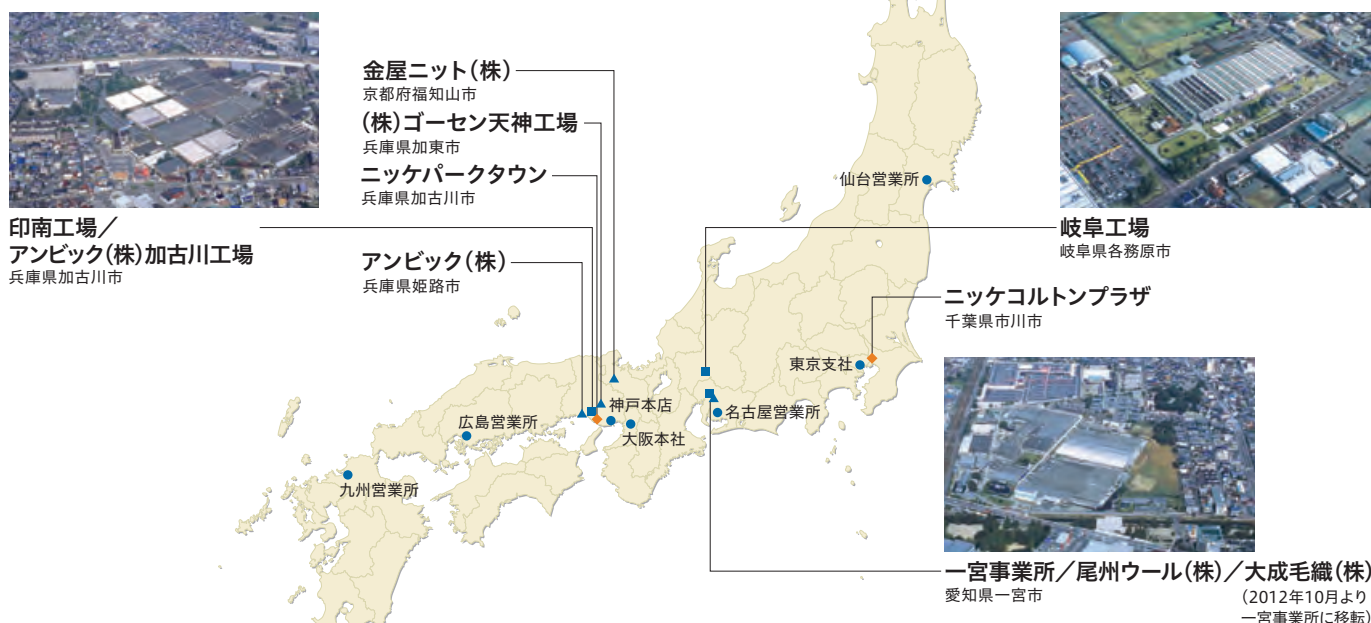 金屋ニット(株)
京都府福知山市
(株)ゴーセン天神工場
兵庫県加東市
ニッケパークタウン
兵庫県加古川市
印南工場／
アンビック(株)加古川工場
兵庫県加古川市
アンビック(株)
兵庫県姫路市
仙台営業所
岐阜工場
岐阜県各務原市
ニッケコルトンプラザ
千葉県市川市
東京支社
名古屋営業所
神戸本店
大阪本社
広島営業所
九州営業所
一宮事業所／尾州ウール(株)／大成毛織(株)
愛知県一宮市
(2012年10月より
一宮事業所に移転)